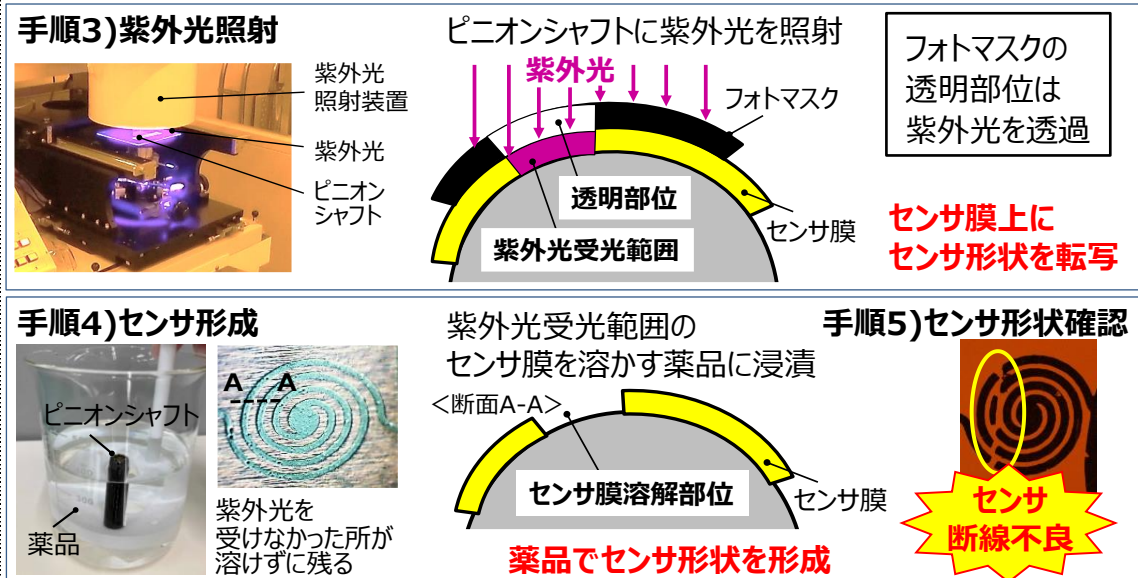 手順3)紫外光照射
紫外光
照射装置
紫外光
ピニオン
シャフト
ピニオンシャフトに紫外光を照射
紫外光
フォトマスク
透明部位
紫外光受光範囲
センサ膜
フォトマスクの
透明部位は
紫外光を透過
センサ膜上に
センサ形状を転写
手順4)センサ形成
ピニオンシャフト
薬品
A A
紫外光を
受けなかった所が
溶けずに残る
紫外光受光範囲の
センサ膜を溶かす薬品に浸漬
<断面A-A>
センサ膜溶解部位
センサ膜
薬品でセンサ形状を形成
手順5)センサ形状確認
センサ
断線不良